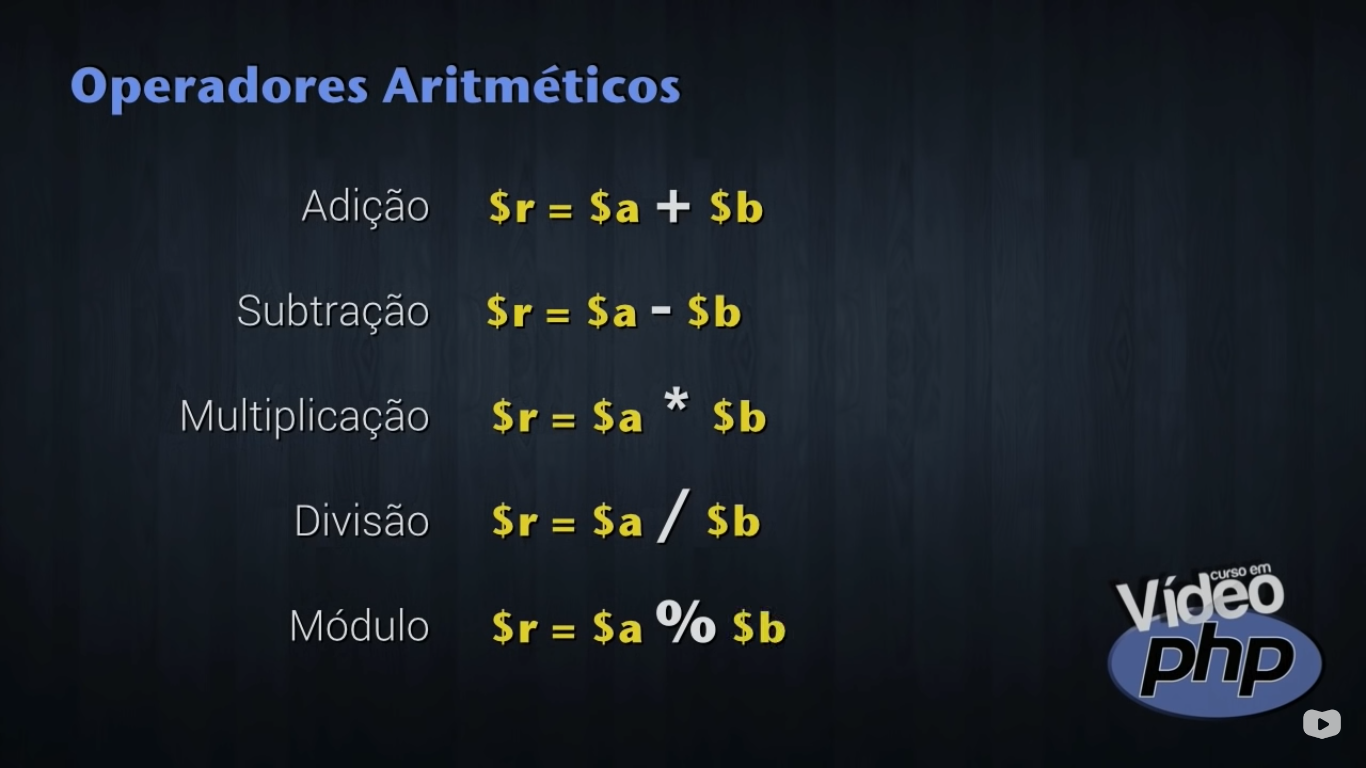 Operadores Aritméticos
Adição $r = $a + $b
Subtração $r = $a - $b
Multiplicação $r = $a * $b
Divisão $r = $a / $b
Módulo $r = $a % $b
curso em
Vídeo
php